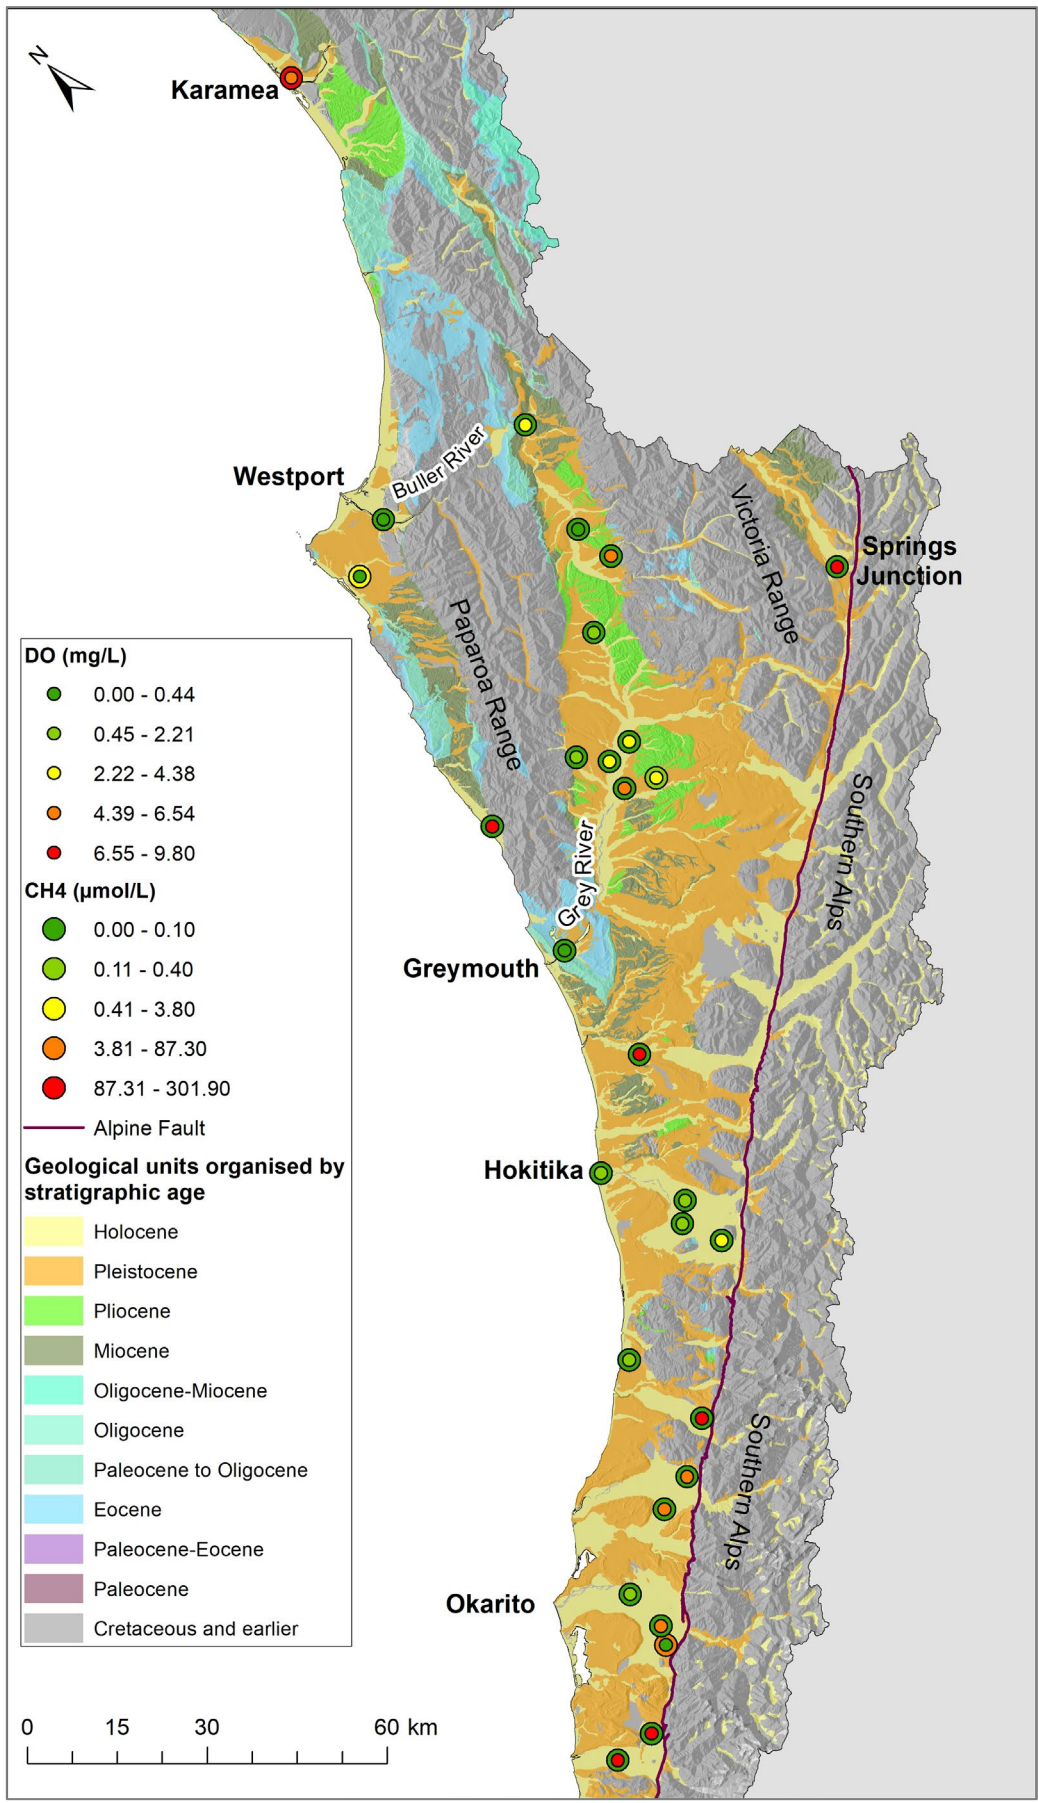 N
Karamea
Westport
Buller River
Victoria Range
Springs
Junction
Paparoa Range
Southern Alps
Grey River
Greymouth
Hokitika
Southern Alps
Okarito
DO (mg/L)
0.00 - 0.44
0.45 - 2.21
2.22 - 4.38
4.39 - 6.54
6.55 - 9.80
CH4 (µmol/L)
0.00 - 0.10
0.11 - 0.40
0.41 - 3.80
3.81 - 87.30
87.31 - 301.90
Alpine Fault
Geological units organised by
stratigraphic age
Holocene
Pleistocene
Pliocene
Miocene
Oligocene-Miocene
Oligocene
Paleocene to Oligocene
Eocene
Paleocene-Eocene
Paleocene
Cretaceous and earlier
0 15 30 60 km